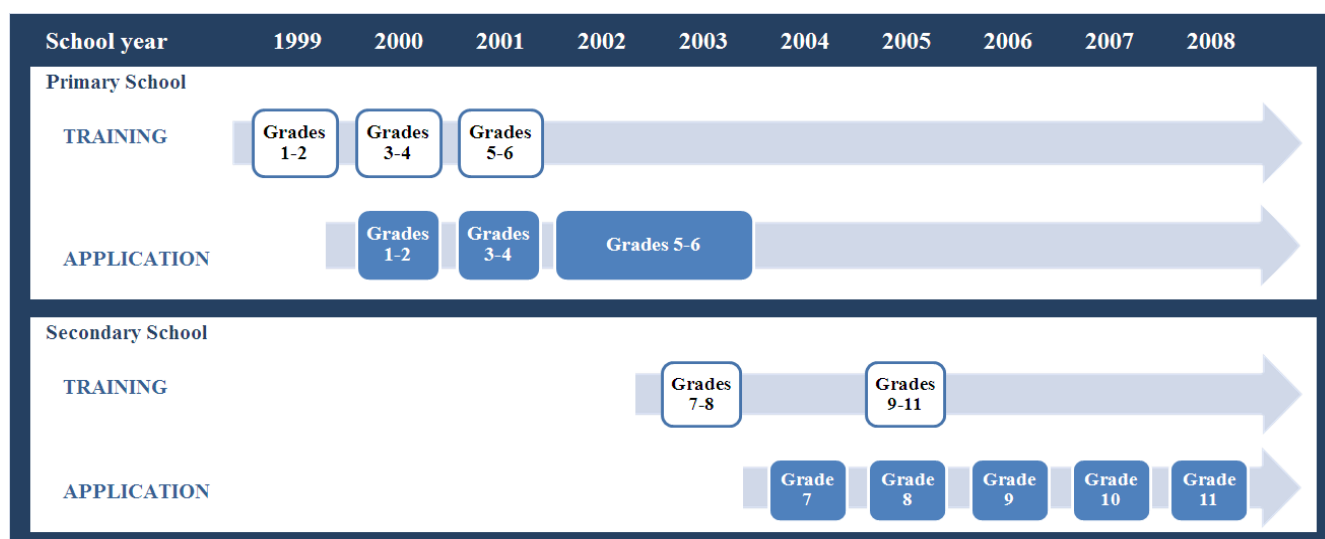 School year 1999 2000 2001 2002 2003 2004 2005 2006 2007 2008
Primary School
TRAINING
Grades
1-2
Grades
3-4
Grades
5-6
APPLICATION
Grades
1-2
Grades
3-4
Grades 5-6
Secondary School
TRAINING
Grades
7-8
Grades
9-11
APPLICATION
Grade
7
Grade
8
Grade
9
Grade
10
Grade
11